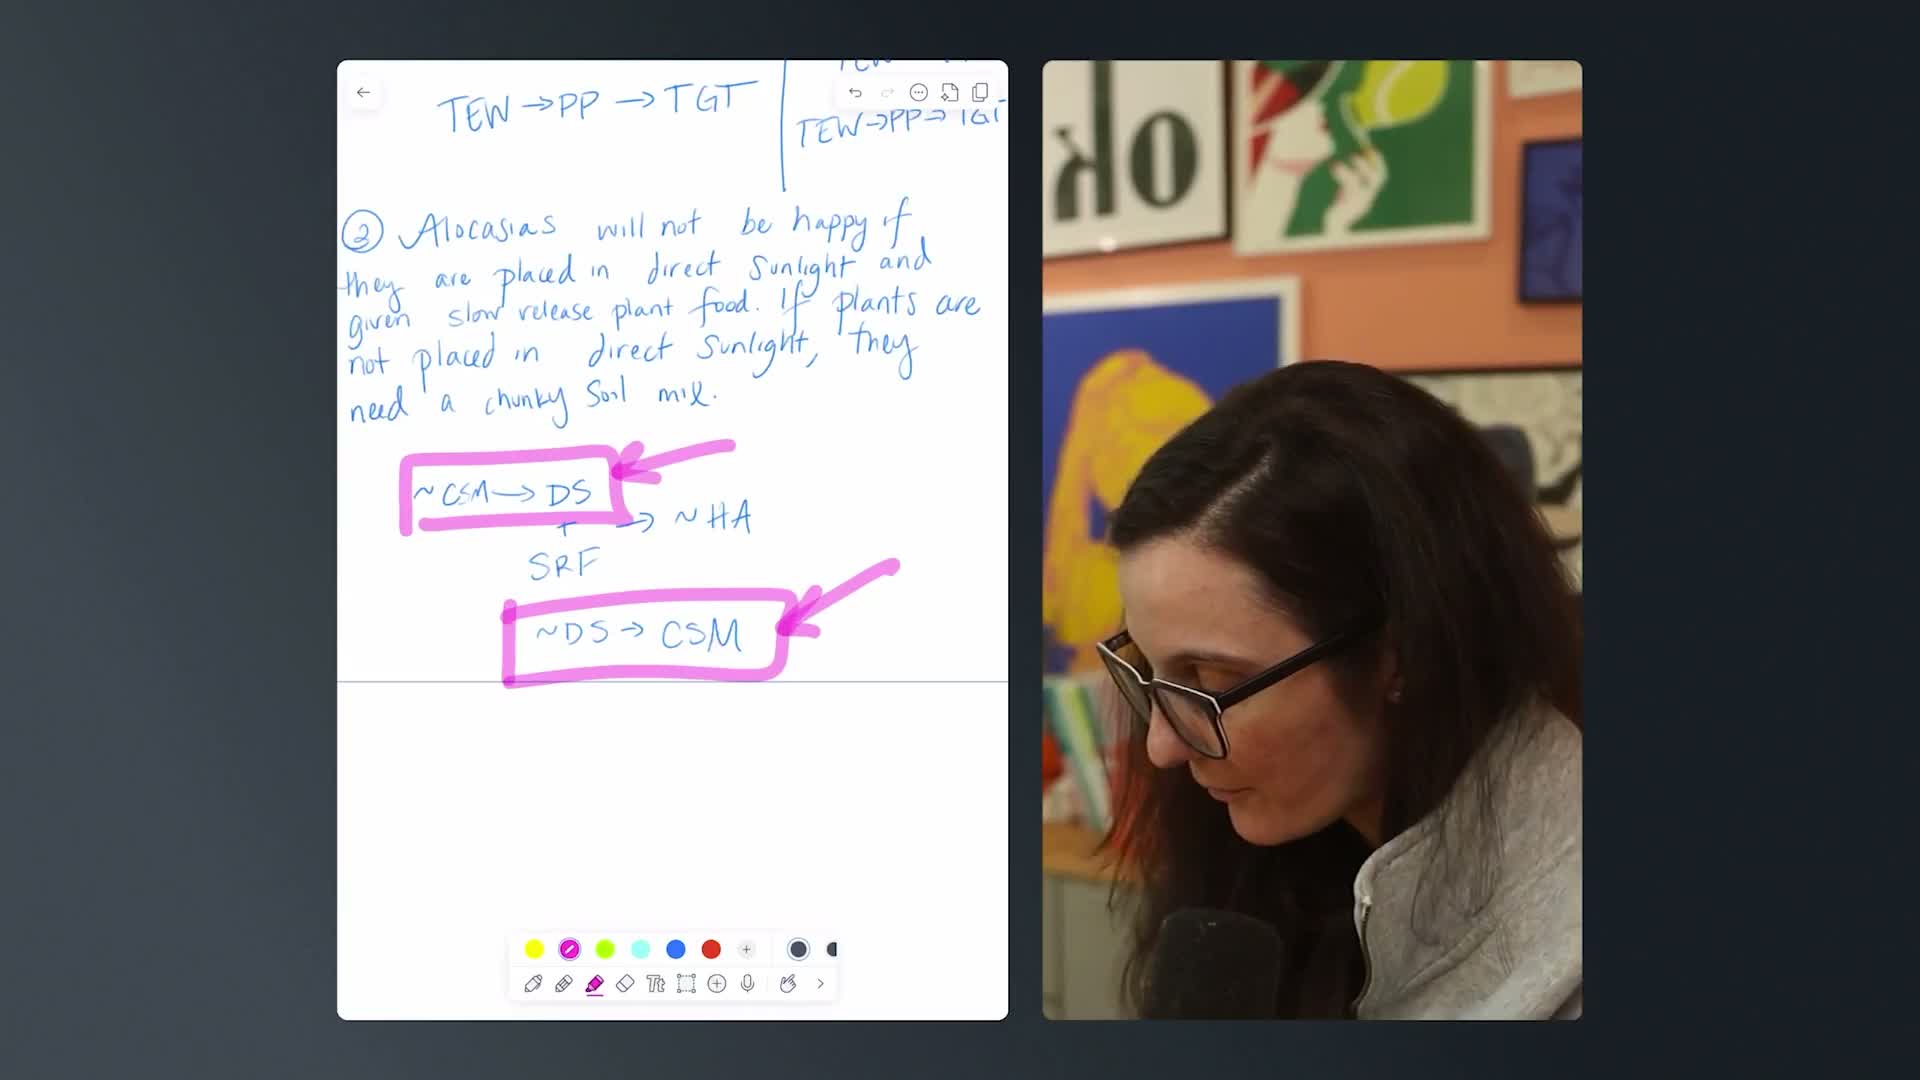 TEW → PP → TGT
TEW→PP→TGT
② Alocasias will not be happy if
they are placed in direct sunlight and
given slow release plant food. If plants are
not placed in direct sunlight, they
need a chunky soil mix.
~CSM → DS
+ → ~HA
SRF
~DS → CSM
Tt
ok